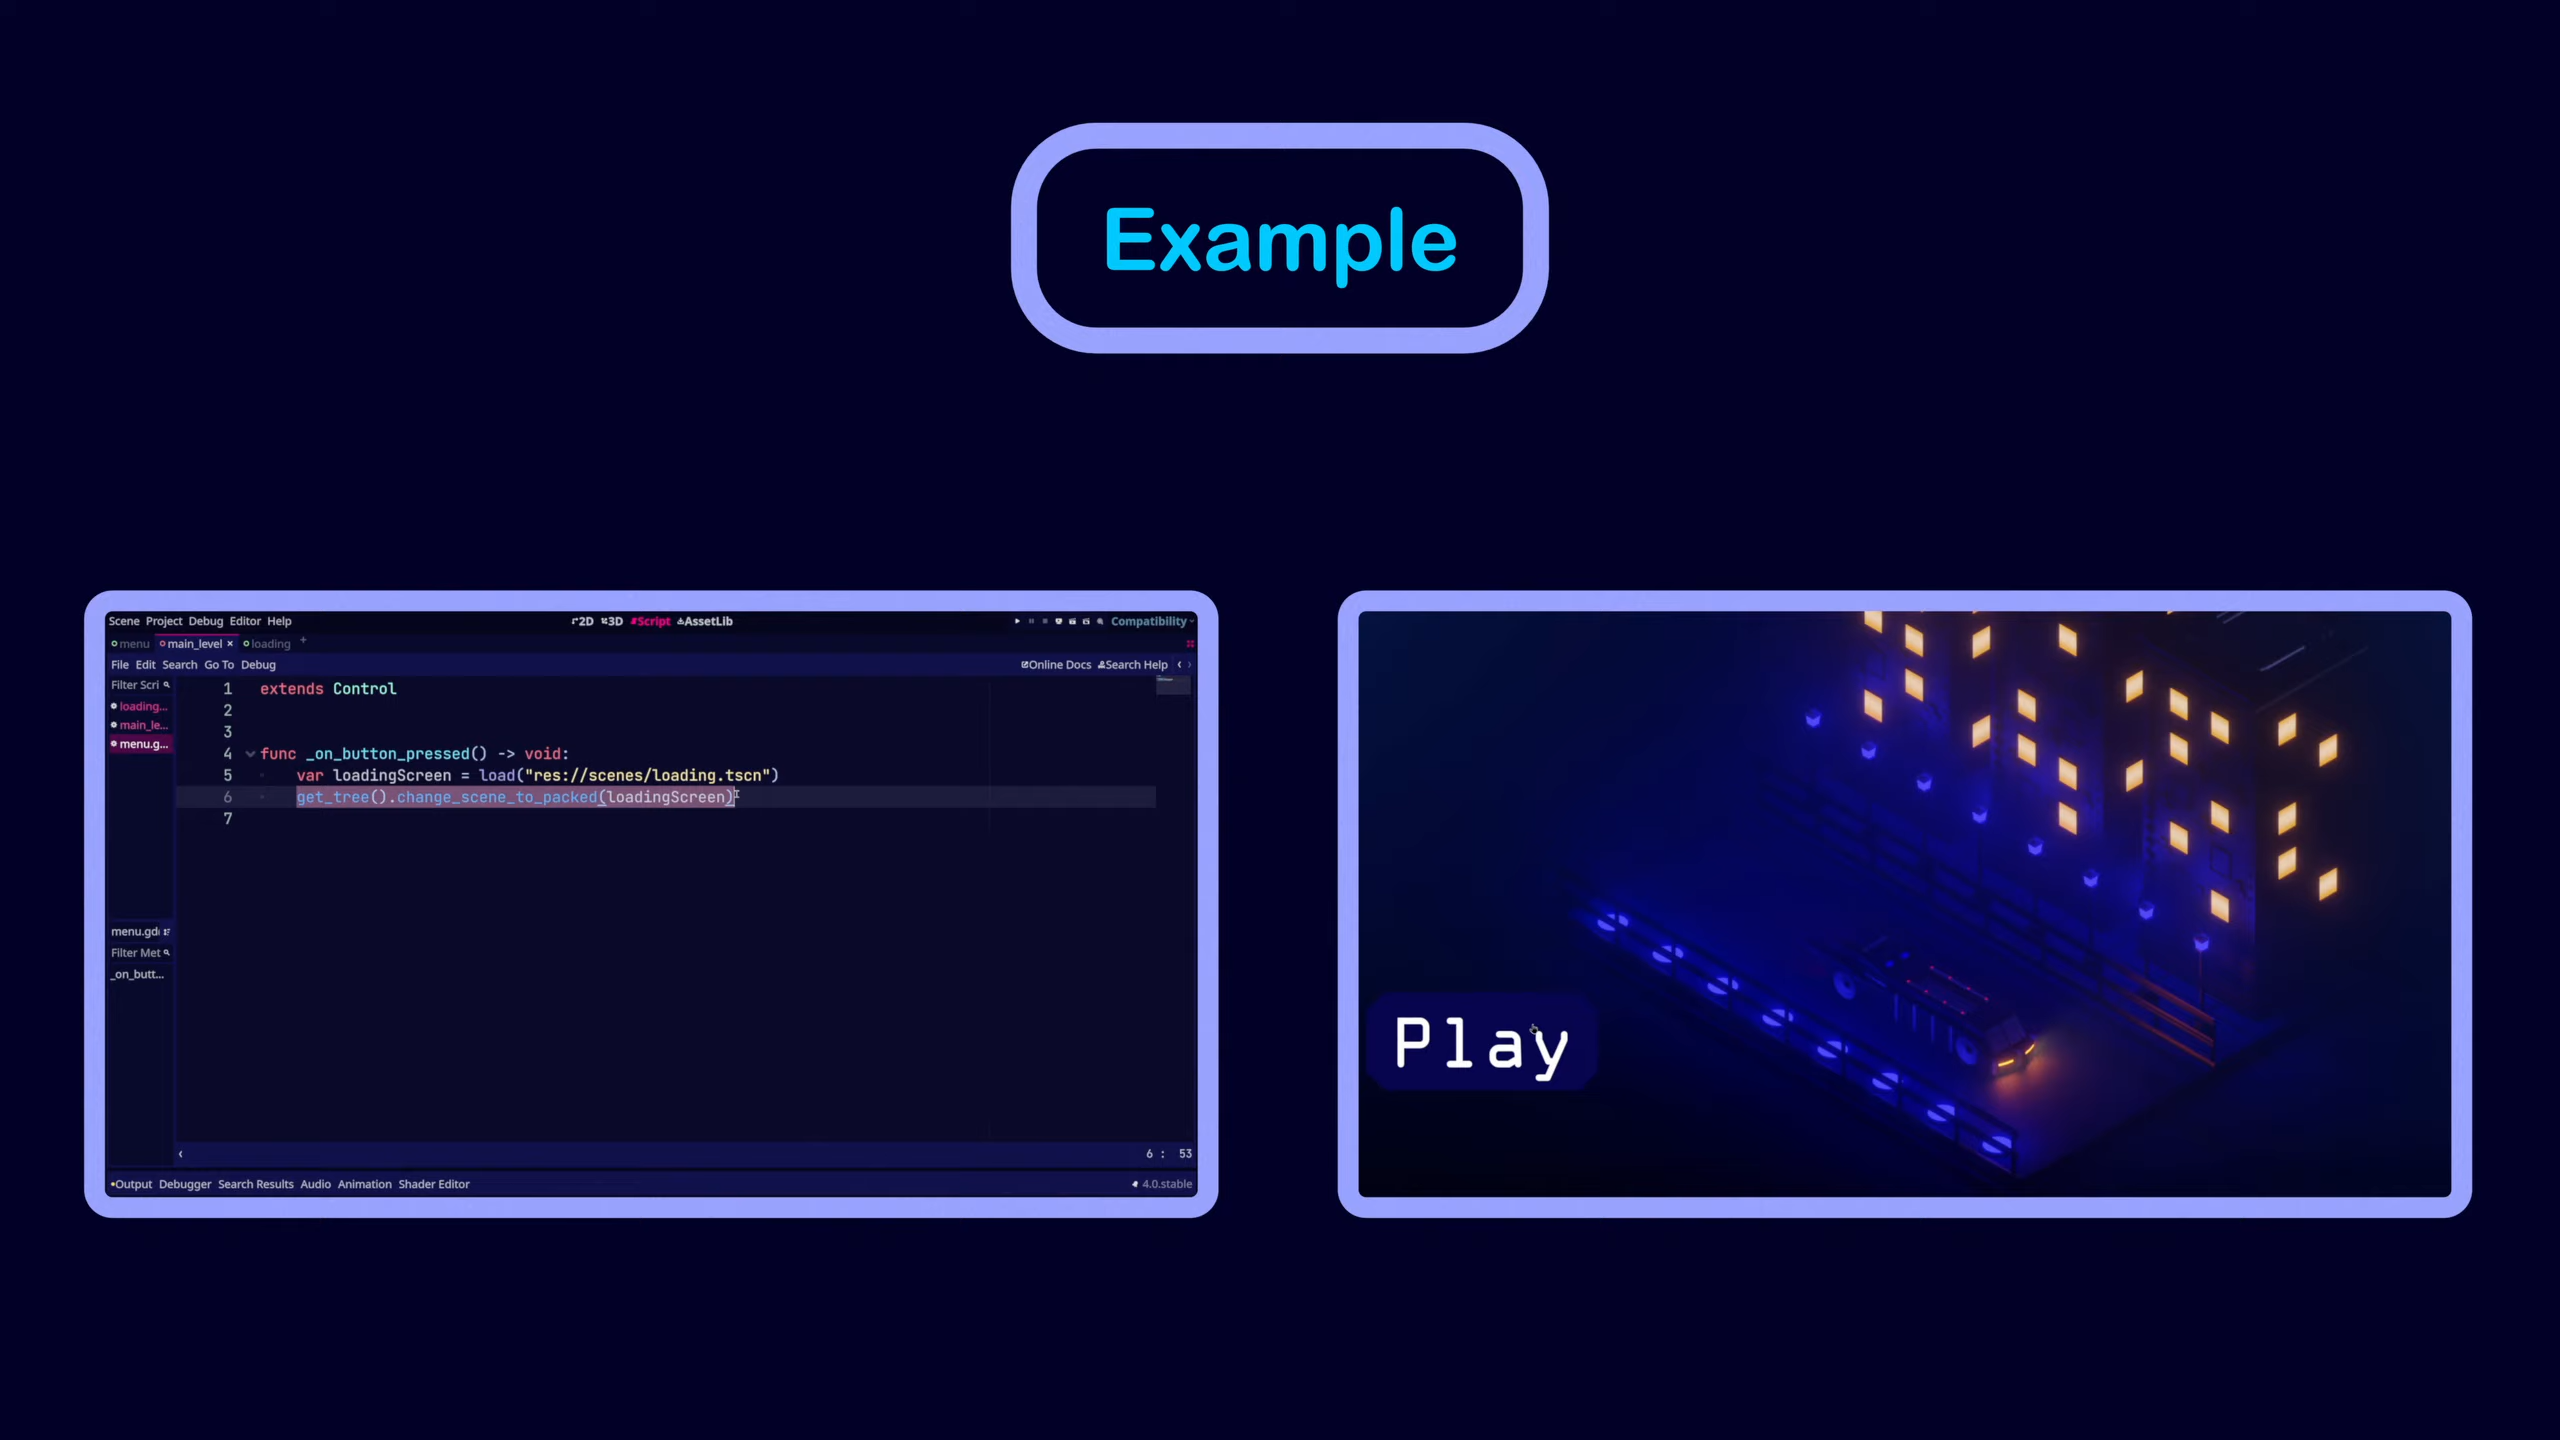 Example
Scene Project Debug Editor Help
2D 3D Script AssetLib
Compatibility
menu main_level × loading +
File Edit Search Go To Debug
Online Docs Search Help
Filter Scri
loading...
main_le...
menu.g...
1 extends Control
2
3
4 func _on_button_pressed() -> void:
5 var loadingScreen = load("res://scenes/loading.tscn")
6 get_tree().change_scene_to_packed(loadingScreen)
7
menu.gd
Filter Met
_on_butt...
6 : 53
Output Debugger Search Results Audio Animation Shader Editor
4.0.stable
Play